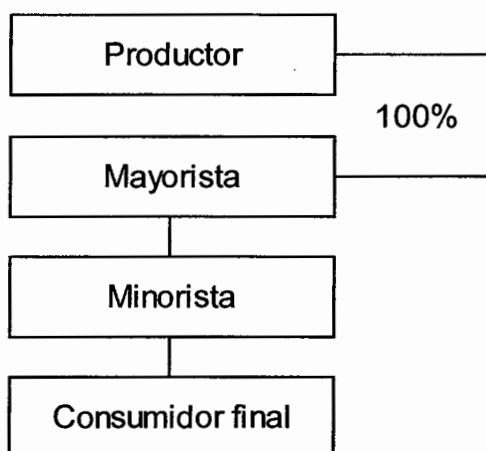 Productor
100%
Mayorista
Minorista
Consumidor final